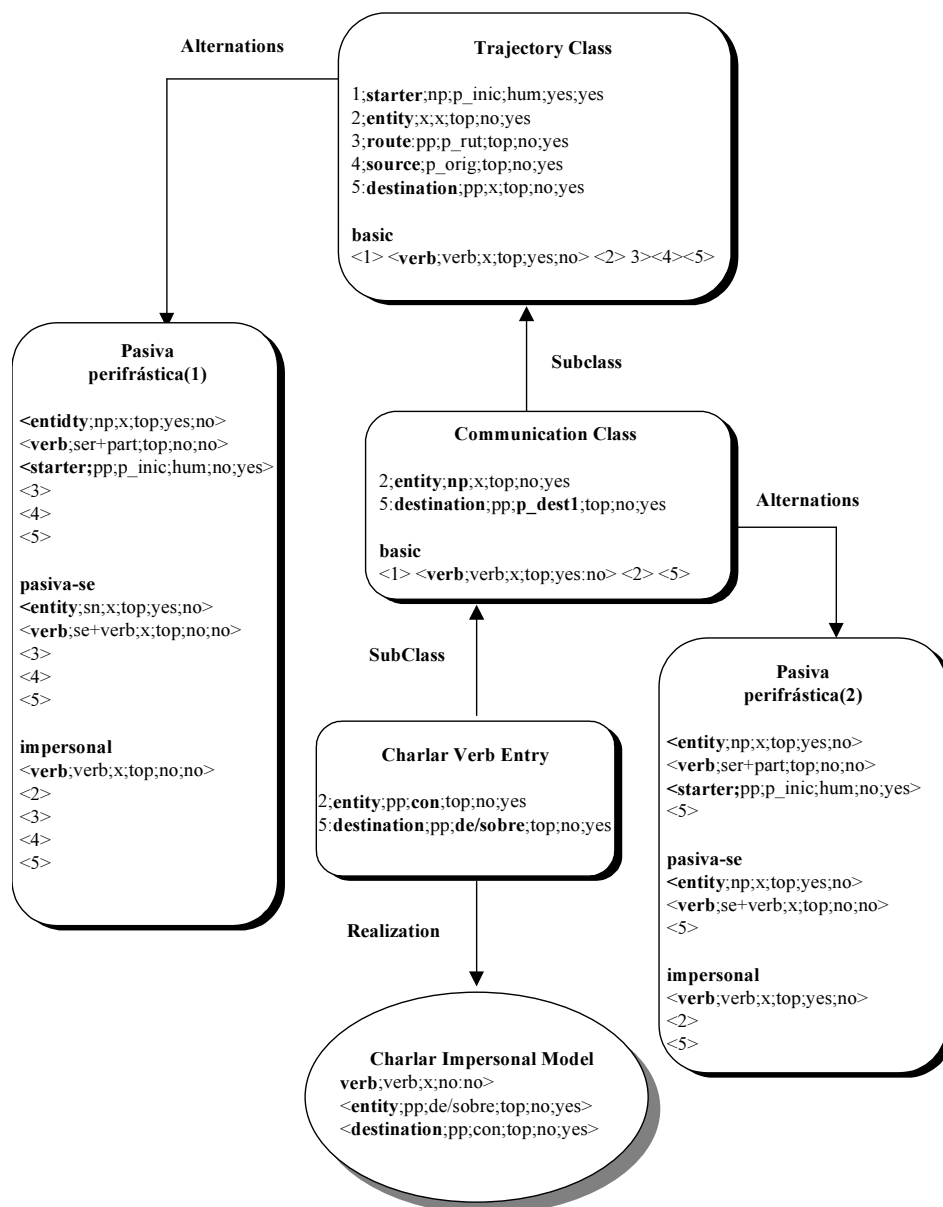 Alternations
Trajectory Class
1;starter;np;p_inic;hum;yes;yes
2;entity;x;x;top;no;yes
3;route:pp;p_rut;top;no;yes
4;source;p_orig;top;no;yes
5:destination;pp;x;top;no;yes
basic
<1> <verb;verb;x;top;yes;no> <2> 3><4><5>
Pasiva
perifrástica(1)
<entidty;np;x;top;yes;no>
<verb;ser+part;top;no;no>
<starter;pp;p_inic;hum;no;yes>
<3>
<4>
<5>
pasiva-se
<entity;sn;x;top;yes;no>
<verb;se+verb;x;top;no;no>
<3>
<4>
<5>
impersonal
<verb;verb;x;top;no;no>
<2>
<3>
<4>
<5>
Subclass
Communication Class
2;entity;np;x;top;no;yes
5:destination;pp;p_dest1;top;no;yes
basic
<1> <verb;verb;x;top;yes:no> <2> <5>
Alternations
SubClass
Charlar Verb Entry
2;entity;pp;con;top;no;yes
5:destination;pp;de/sobre;top;no;yes
Pasiva
perifrástica(2)
<entity;np;x;top;yes;no>
<verb;ser+part;top;no;no>
<starter;pp;p_inic;hum;no;yes>
<5>
pasiva-se
<entity;np;x;top;yes;no>
<verb;se+verb;x;top;no;no>
<5>
impersonal
<verb;verb;x;top;yes;no>
<2>
<5>
Realization
Charlar Impersonal Model
verb;verb;x;no:no>
<entity;pp;de/sobre;top;no;yes>
<destination;pp;con;top;no;yes>